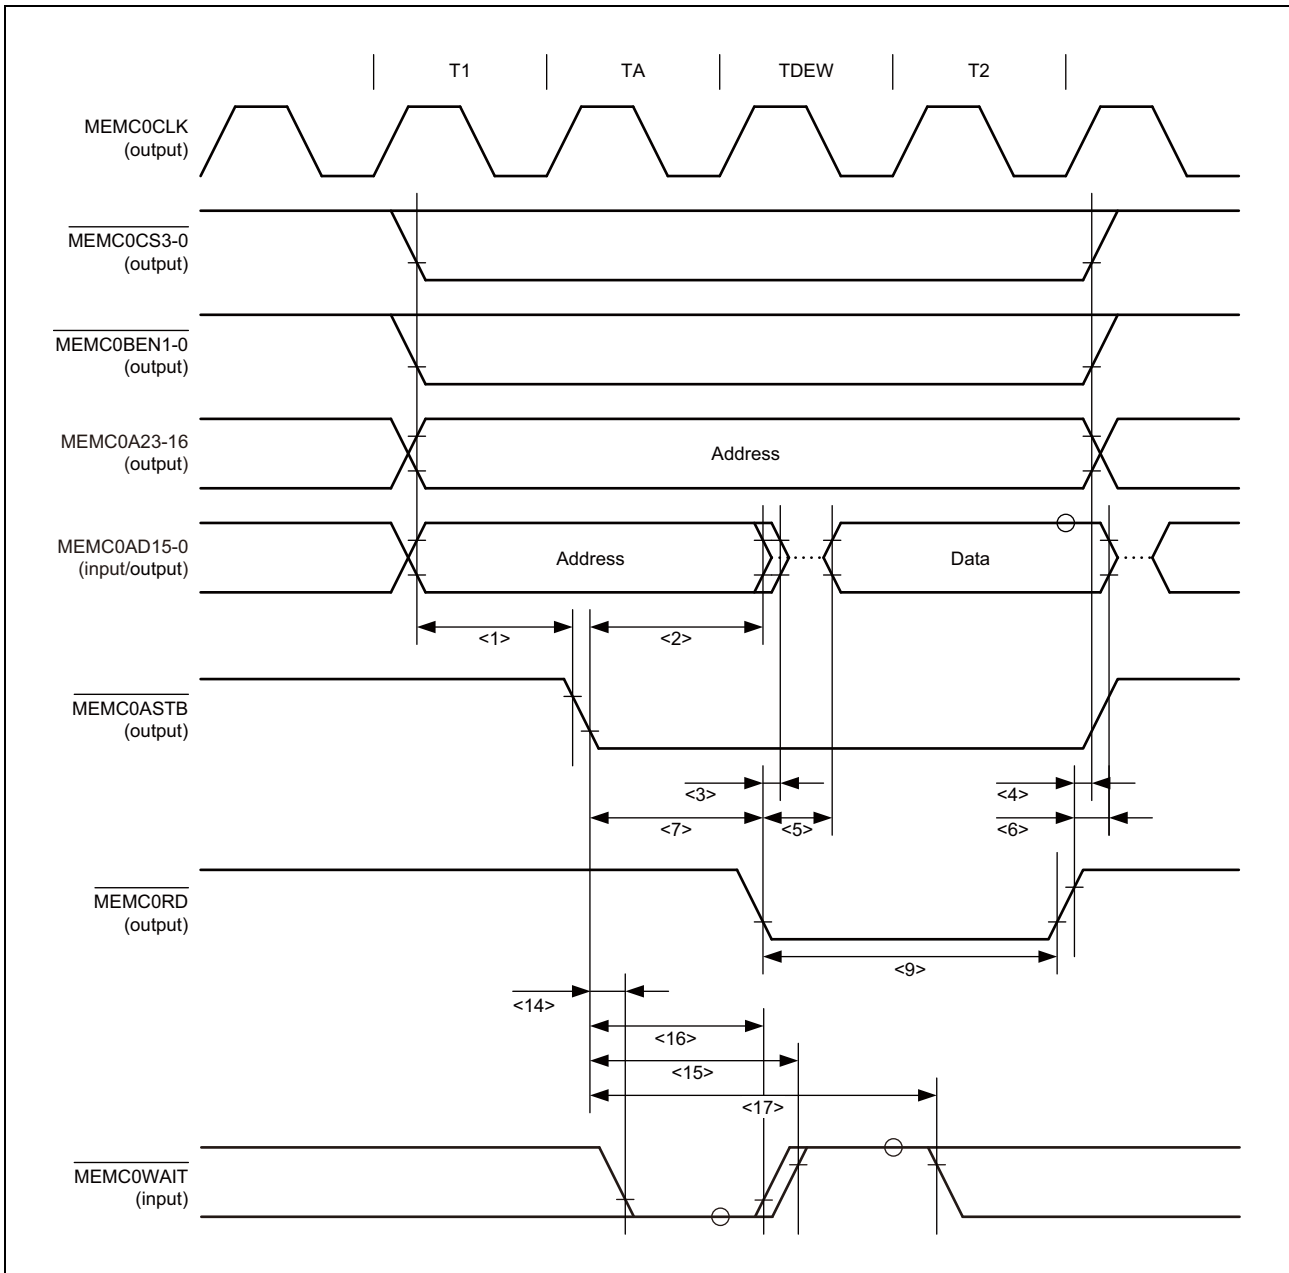 T1 TA TDEW T2
MEMC0CLK
(output)
MEMC0CS3-0
(output)
MEMC0BEN1-0
(output)
MEMC0A23-16
(output)
Address
MEMC0AD15-0
(input/output)
Address
Data
<1>
<2>
MEMC0ASTB
(output)
<3>
<4>
<7>
<5>
<6>
MEMC0RD
(output)
<9>
<14>
<16>
<15>
<17>
MEMC0WAIT
(input)